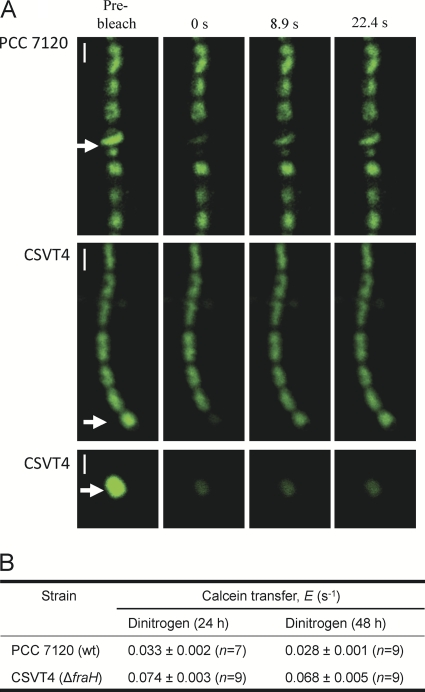 A
Pre-
bleach
0 s
8.9 s
22.4 s
PCC 7120
CSVT4
CSVT4
B
Strain
Calcein transfer, E (s-1)
Dinitrogen (24 h)
Dinitrogen (48 h)
PCC 7120 (wt)
0.033 ± 0.002 (n=7)
0.028 ± 0.001 (n=9)
CSVT4 (ΔfraH)
0.074 ± 0.003 (n=9)
0.068 ± 0.005 (n=9)